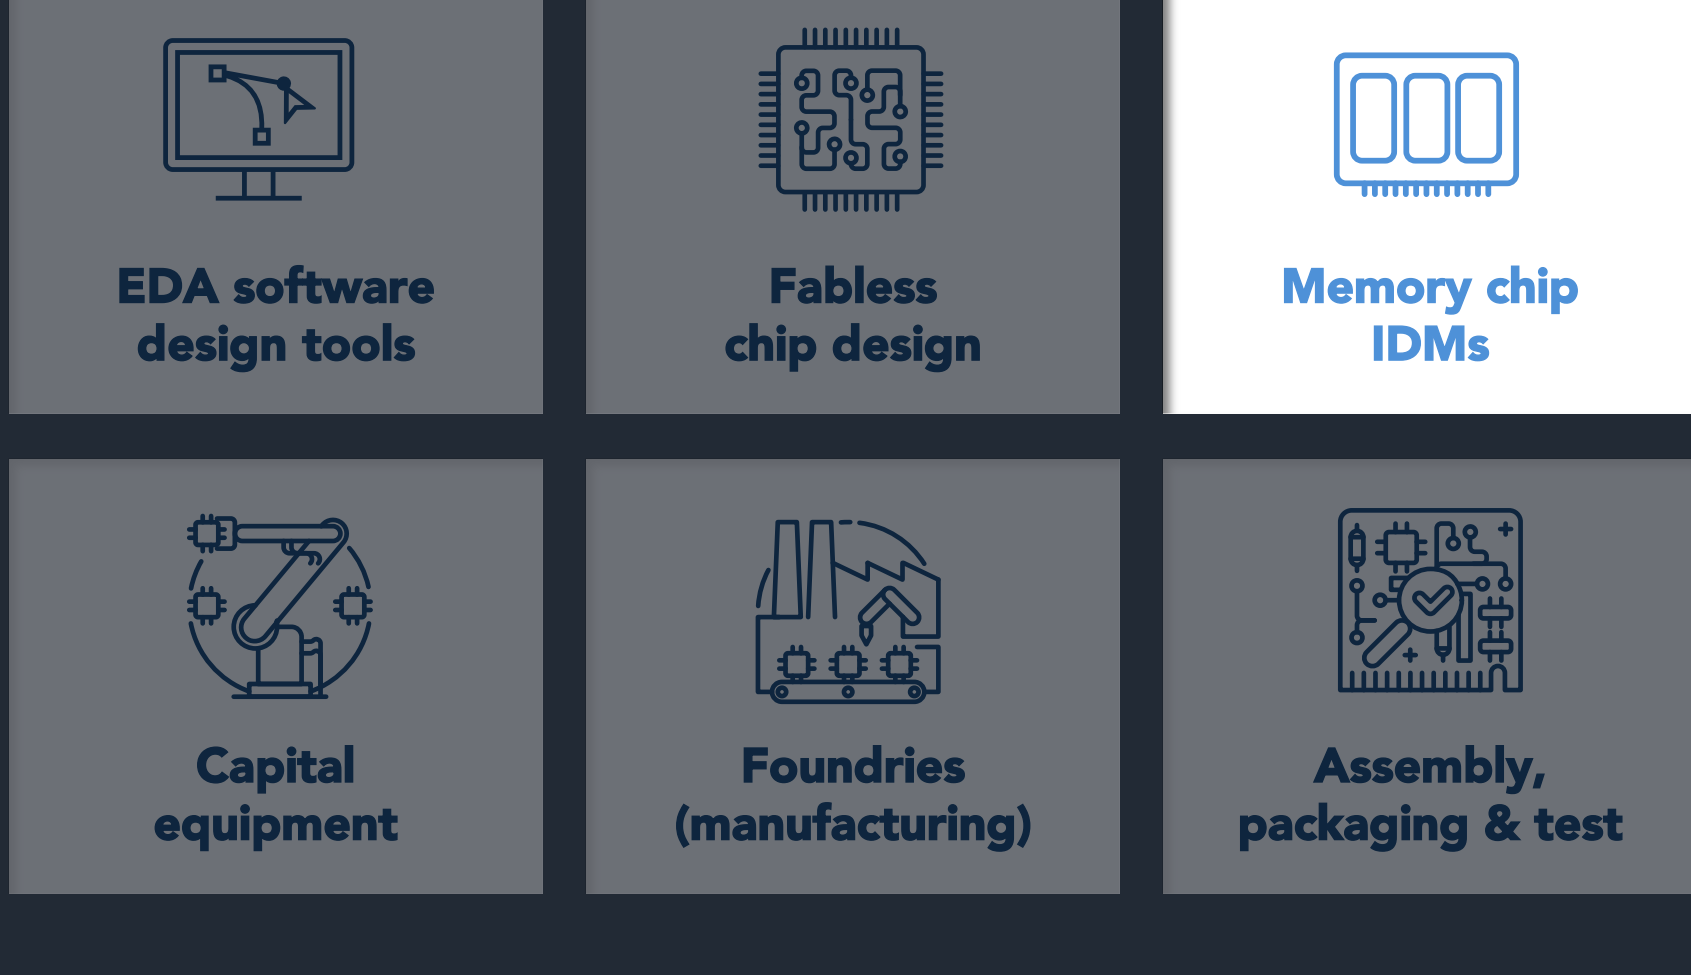 EDA software
design tools
Fabless
chip design
Memory chip
IDMs
Capital
equipment
Foundries
(manufacturing)
Assembly,
packaging & test